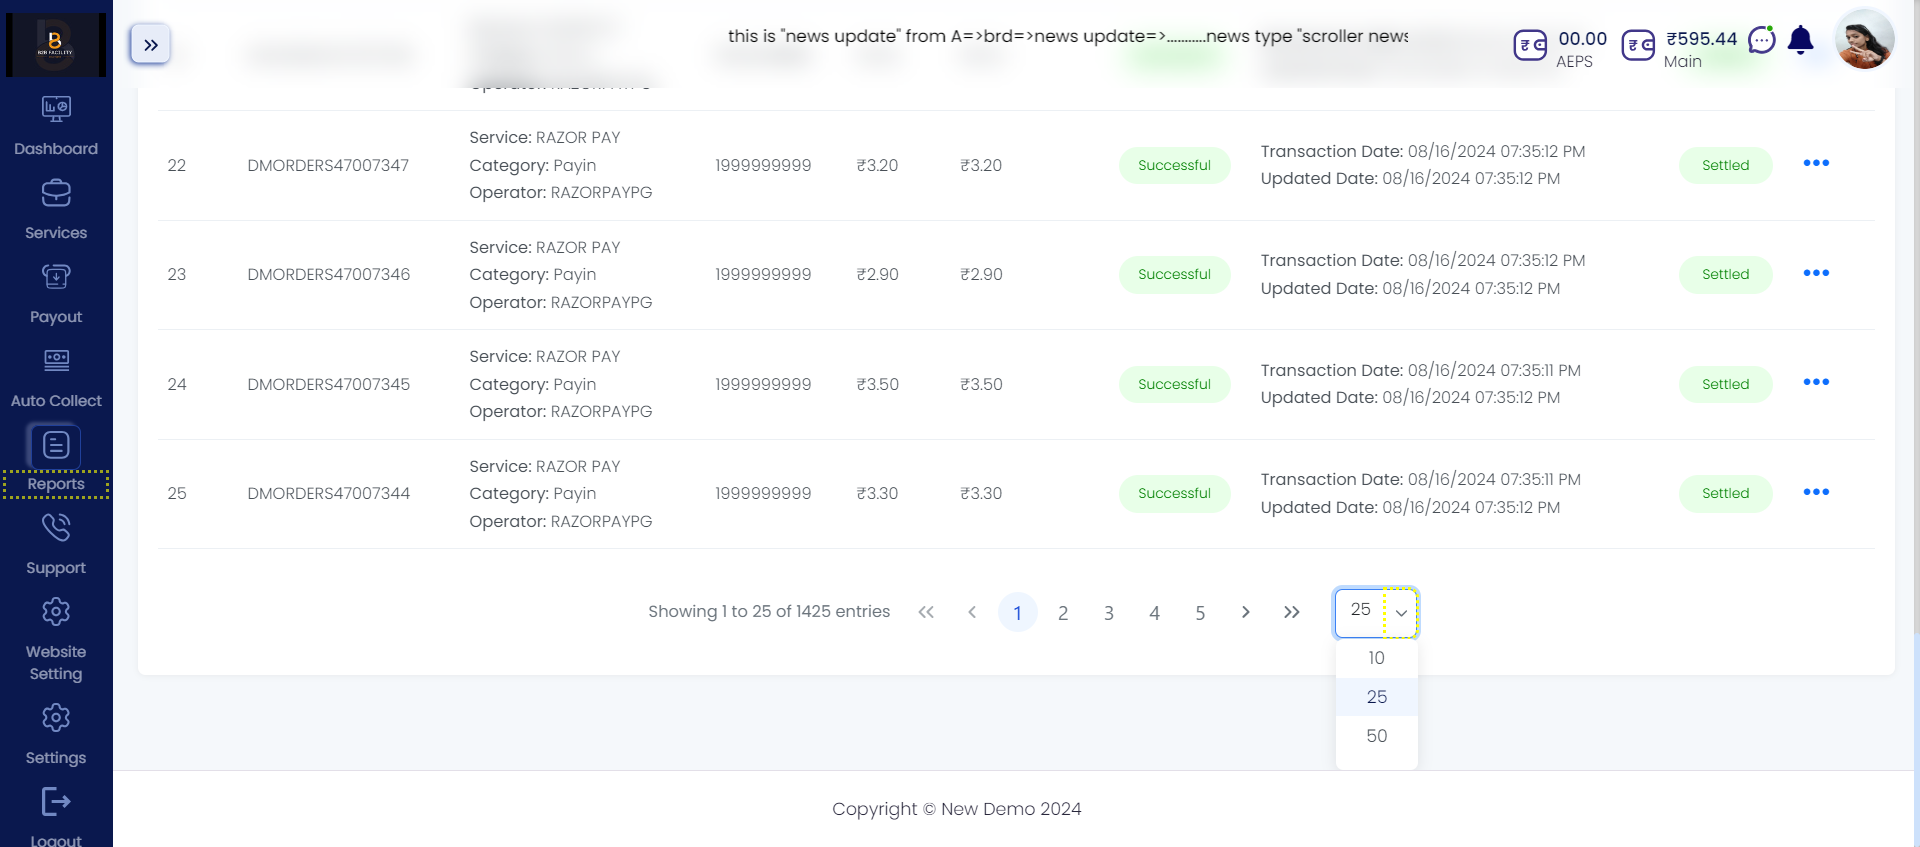 B2B FACILITY
this is "news update" from A=>brd=>news update=>...........news type "scroller news
00.00
AEPS
₹595.44
Main
Dashboard
Services
Payout
Auto Collect
Reports
Support
Website
Setting
Settings
Logout
Operator: RAZORPAYPG
22 DMORDERS47007347 Service: RAZOR PAY
Category: Payin
Operator: RAZORPAYPG
1999999999 ₹3.20 ₹3.20 Successful
Transaction Date: 08/16/2024 07:35:12 PM
Updated Date: 08/16/2024 07:35:12 PM
Settled
23 DMORDERS47007346 Service: RAZOR PAY
Category: Payin
Operator: RAZORPAYPG
1999999999 ₹2.90 ₹2.90 Successful
Transaction Date: 08/16/2024 07:35:12 PM
Updated Date: 08/16/2024 07:35:12 PM
Settled
24 DMORDERS47007345 Service: RAZOR PAY
Category: Payin
Operator: RAZORPAYPG
1999999999 ₹3.50 ₹3.50 Successful
Transaction Date: 08/16/2024 07:35:11 PM
Updated Date: 08/16/2024 07:35:12 PM
Settled
25 DMORDERS47007344 Service: RAZOR PAY
Category: Payin
Operator: RAZORPAYPG
1999999999 ₹3.30 ₹3.30 Successful
Transaction Date: 08/16/2024 07:35:11 PM
Updated Date: 08/16/2024 07:35:12 PM
Settled
Showing 1 to 25 of 1425 entries « ‹ 1 2 3 4 5 › » 25
10
25
50
Copyright © New Demo 2024